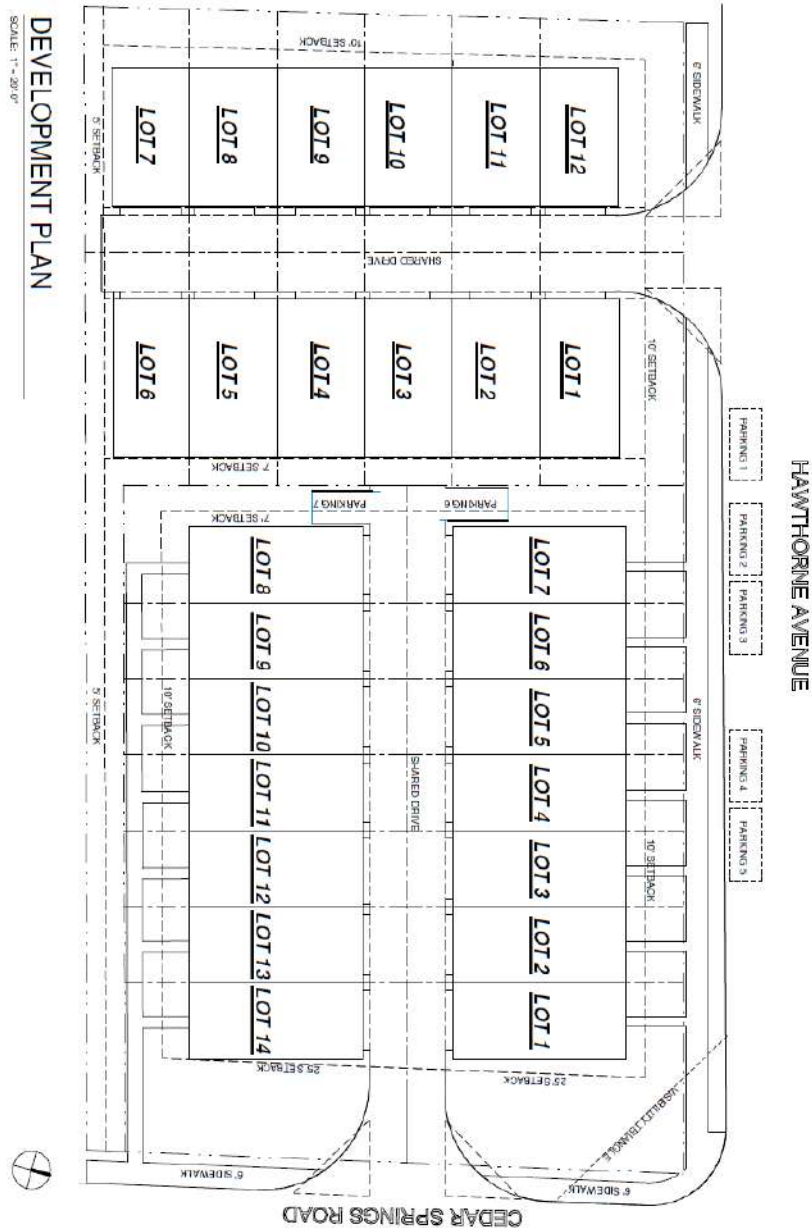 DEVELOPMENT PLAN
SCALE: 1" = 20'-0"
HAWTHORNE AVENUE
CEDAR SPRINGS ROAD
10' SETBACK
6' SIDEWALK
5' SETBACK
LOT 7
LOT 8
LOT 9
LOT 10
LOT 11
LOT 12
SHARED DRIVE
LOT 6
LOT 5
LOT 4
LOT 3
LOT 2
LOT 1
10' SETBACK
7' SETBACK
PARKING 1
PARKING 2
PARKING 3
PARKING 4
PARKING 5
PARKING 7
PARKING 6
7' SETBACK
LOT 8
LOT 9
LOT 10
LOT 11
LOT 12
LOT 13
LOT 14
SHARED DRIVE
LOT 7
LOT 6
LOT 5
LOT 4
LOT 3
LOT 2
LOT 1
5' SETBACK
10' SETBACK
6' SIDEWALK
10' SETBACK
25' SETBACK
25' SETBACK
VISIBILITY TRIANGLE
6' SIDEWALK
6' SIDEWALK